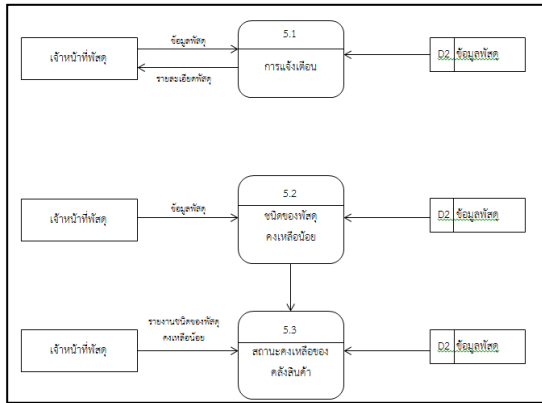 5.1
ข้อมูลพัสดุ
เจ้าหน้าที่พัสดุ
การแจ้งเตือน
D2 ข้อมูลพัสดุ
รายละเอียดพัสดุ
5.2
ข้อมูลพัสดุ
เจ้าหน้าที่พัสดุ
ชนิดของพัสดุ
คงเหลือน้อย
D2 ข้อมูลพัสดุ
รายงานชนิดของพัสดุ
คงเหลือน้อย
5.3
เจ้าหน้าที่พัสดุ
สถานะคงเหลือของ
คลังสินค้า
D2 ข้อมูลพัสดุ